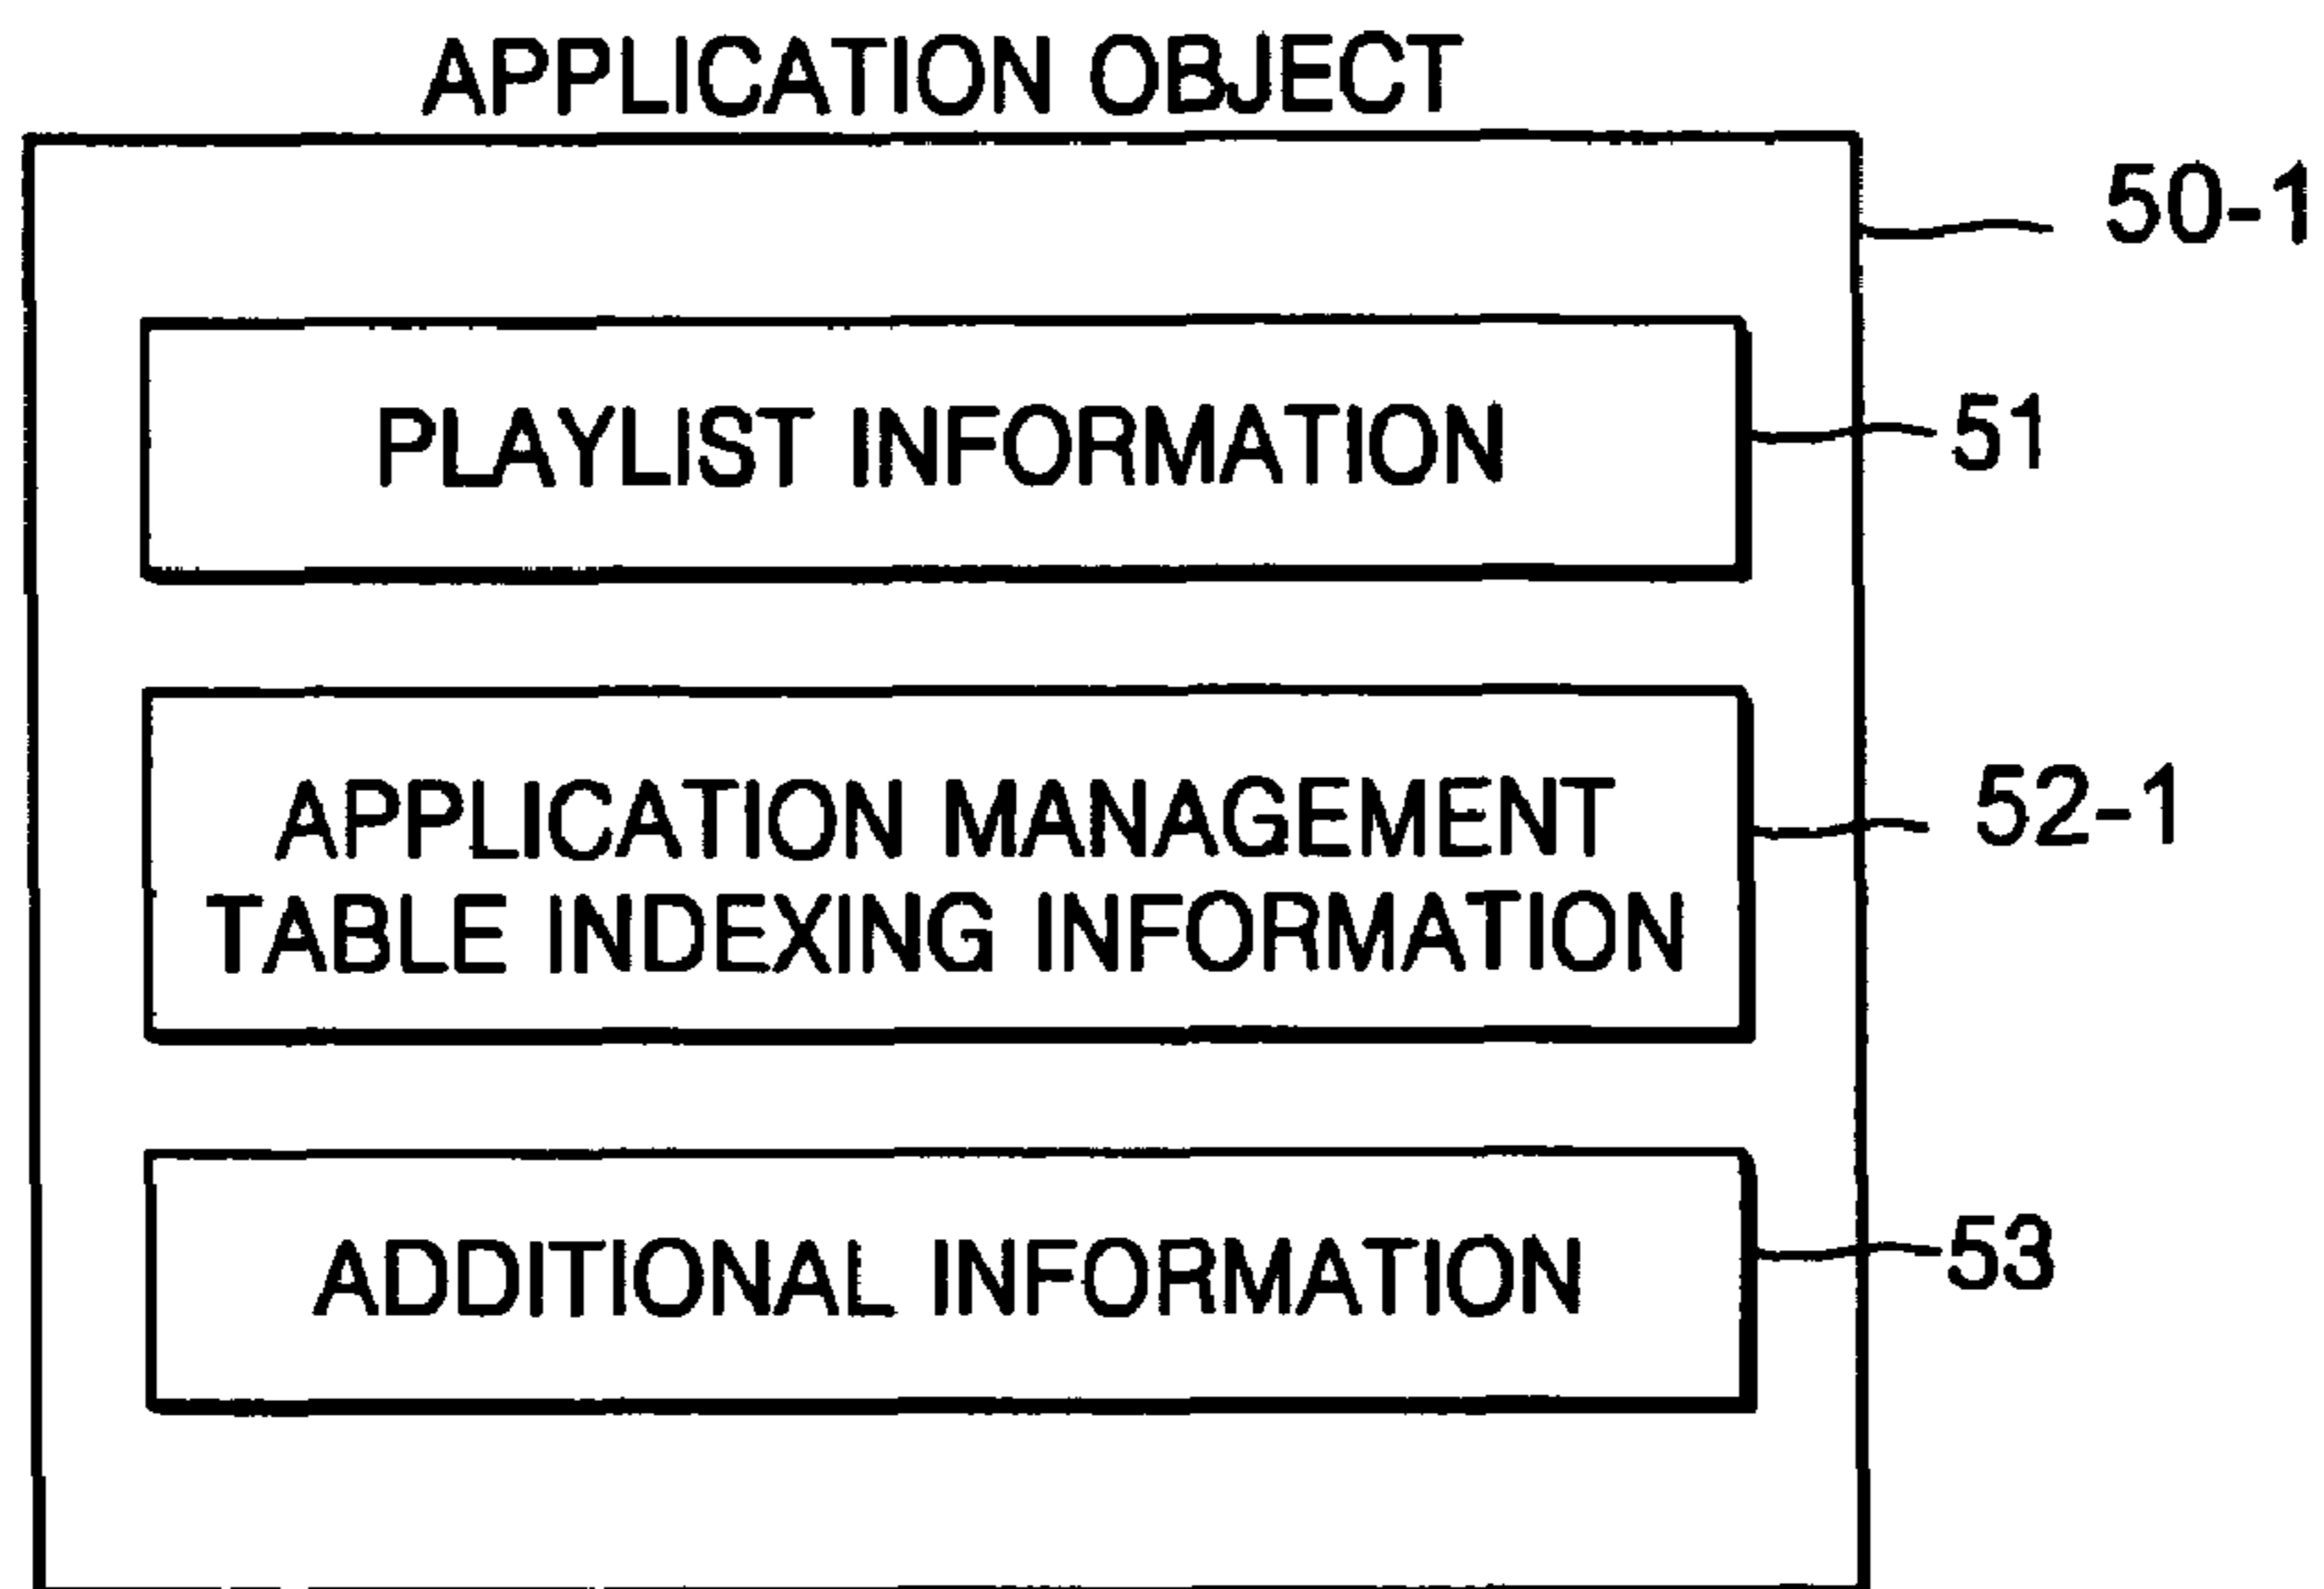 APPLICATION OBJECT
50-1
PLAYLIST INFORMATION
51
APPLICATION MANAGEMENT
TABLE INDEXING INFORMATION
52-1
ADDITIONAL INFORMATION
53